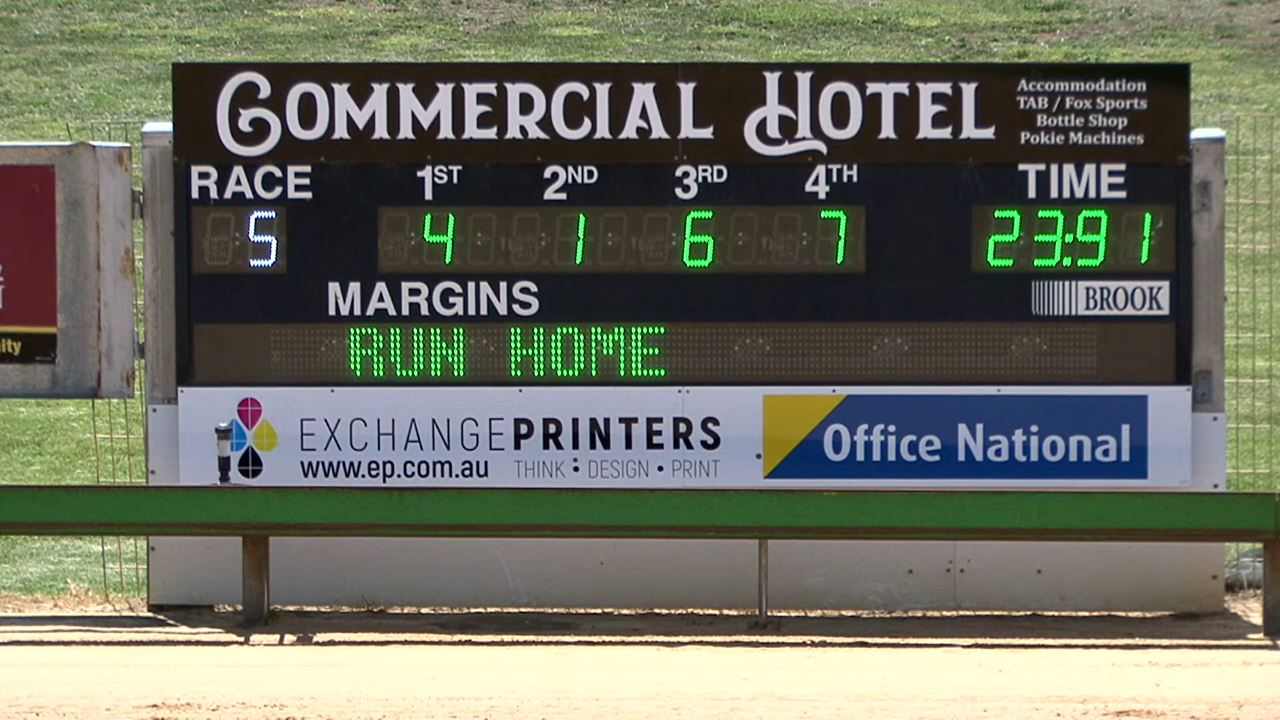 COMMERCIAL HOTEL
Accommodation
TAB / Fox Sports
Bottle Shop
Pokie Machines
RACE 1ST 2ND 3RD 4TH TIME
5 4 1 6 7 23:91
MARGINS
BROOK
RUN HOME
ity
EXCHANGEPRINTERS
www.ep.com.au THINK : DESIGN • PRINT
Office National